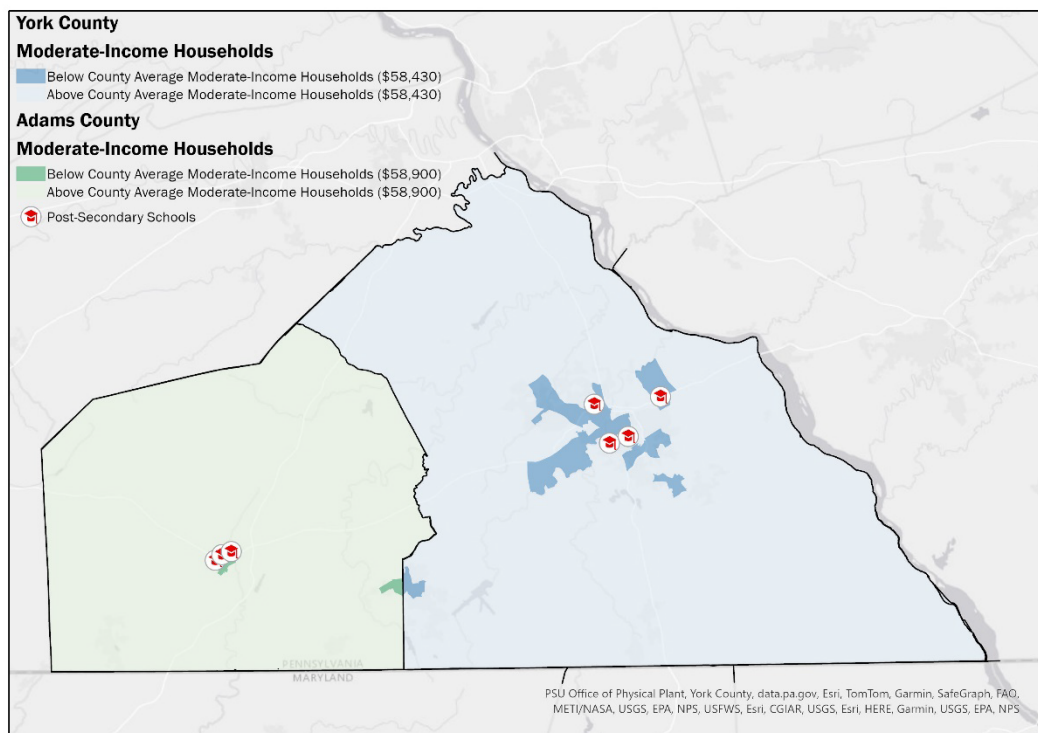 York County
Moderate-Income Households
Below County Average Moderate-Income Households ($58,430)
Above County Average Moderate-Income Households ($58,430)
Adams County
Moderate-Income Households
Below County Average Moderate-Income Households ($58,900)
Above County Average Moderate-Income Households ($58,900)
Post-Secondary Schools
PENNSYLVANIA
MARYLAND
PSU Office of Physical Plant, York County, data.pa.gov, Esri, TomTom, Garmin, SafeGraph, FAO,
METI/NASA, USGS, EPA, NPS, USFWS, Esri, CGIAR, USGS, Esri, HERE, Garmin, USGS, EPA, NPS